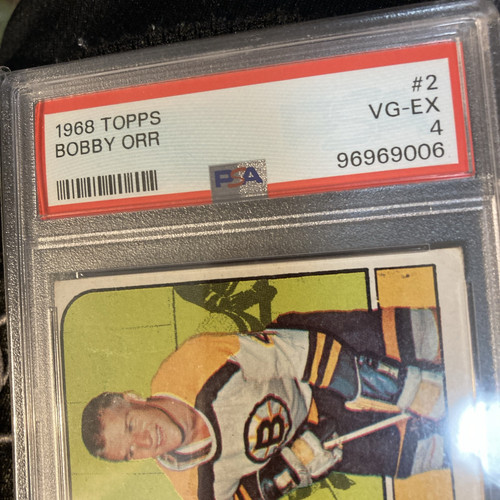 1968 TOPPS
BOBBY ORR
#2
VG-EX
4
96969006
PSA
B